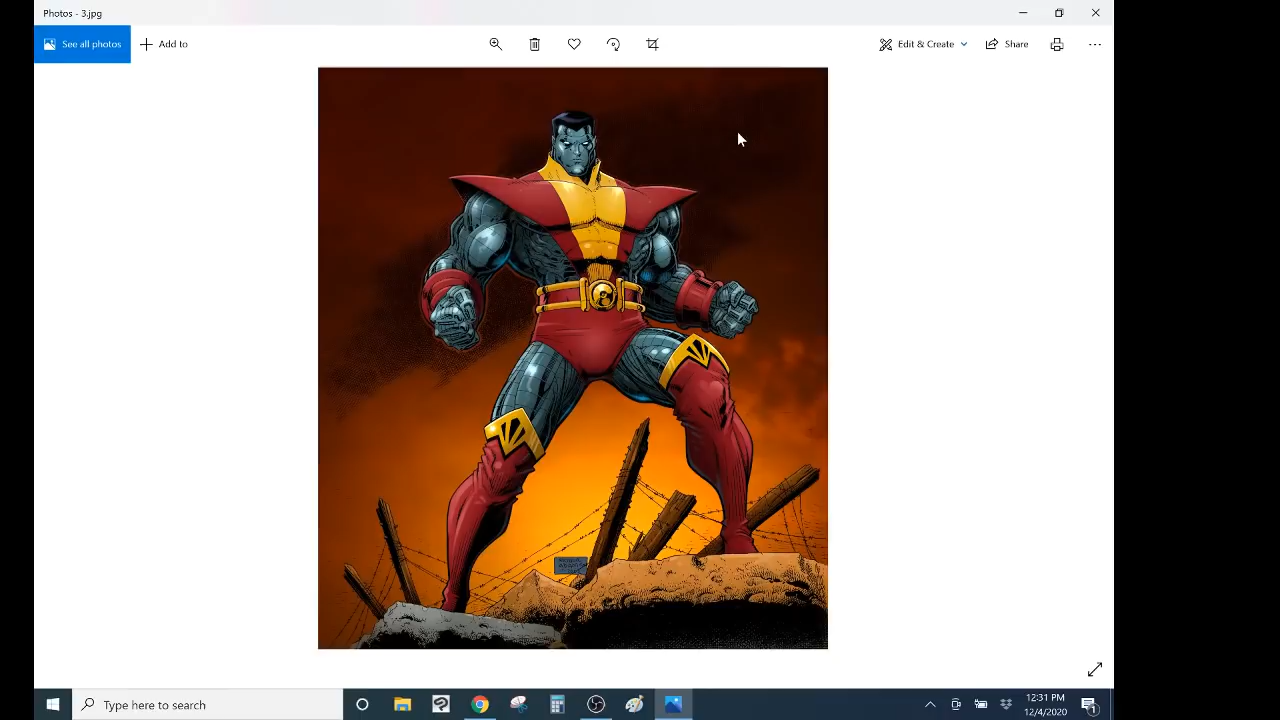 Photos - 3.jpg
See all photos
Add to
Edit & Create
Share
Type here to search
12:31 PM
12/4/2020
1